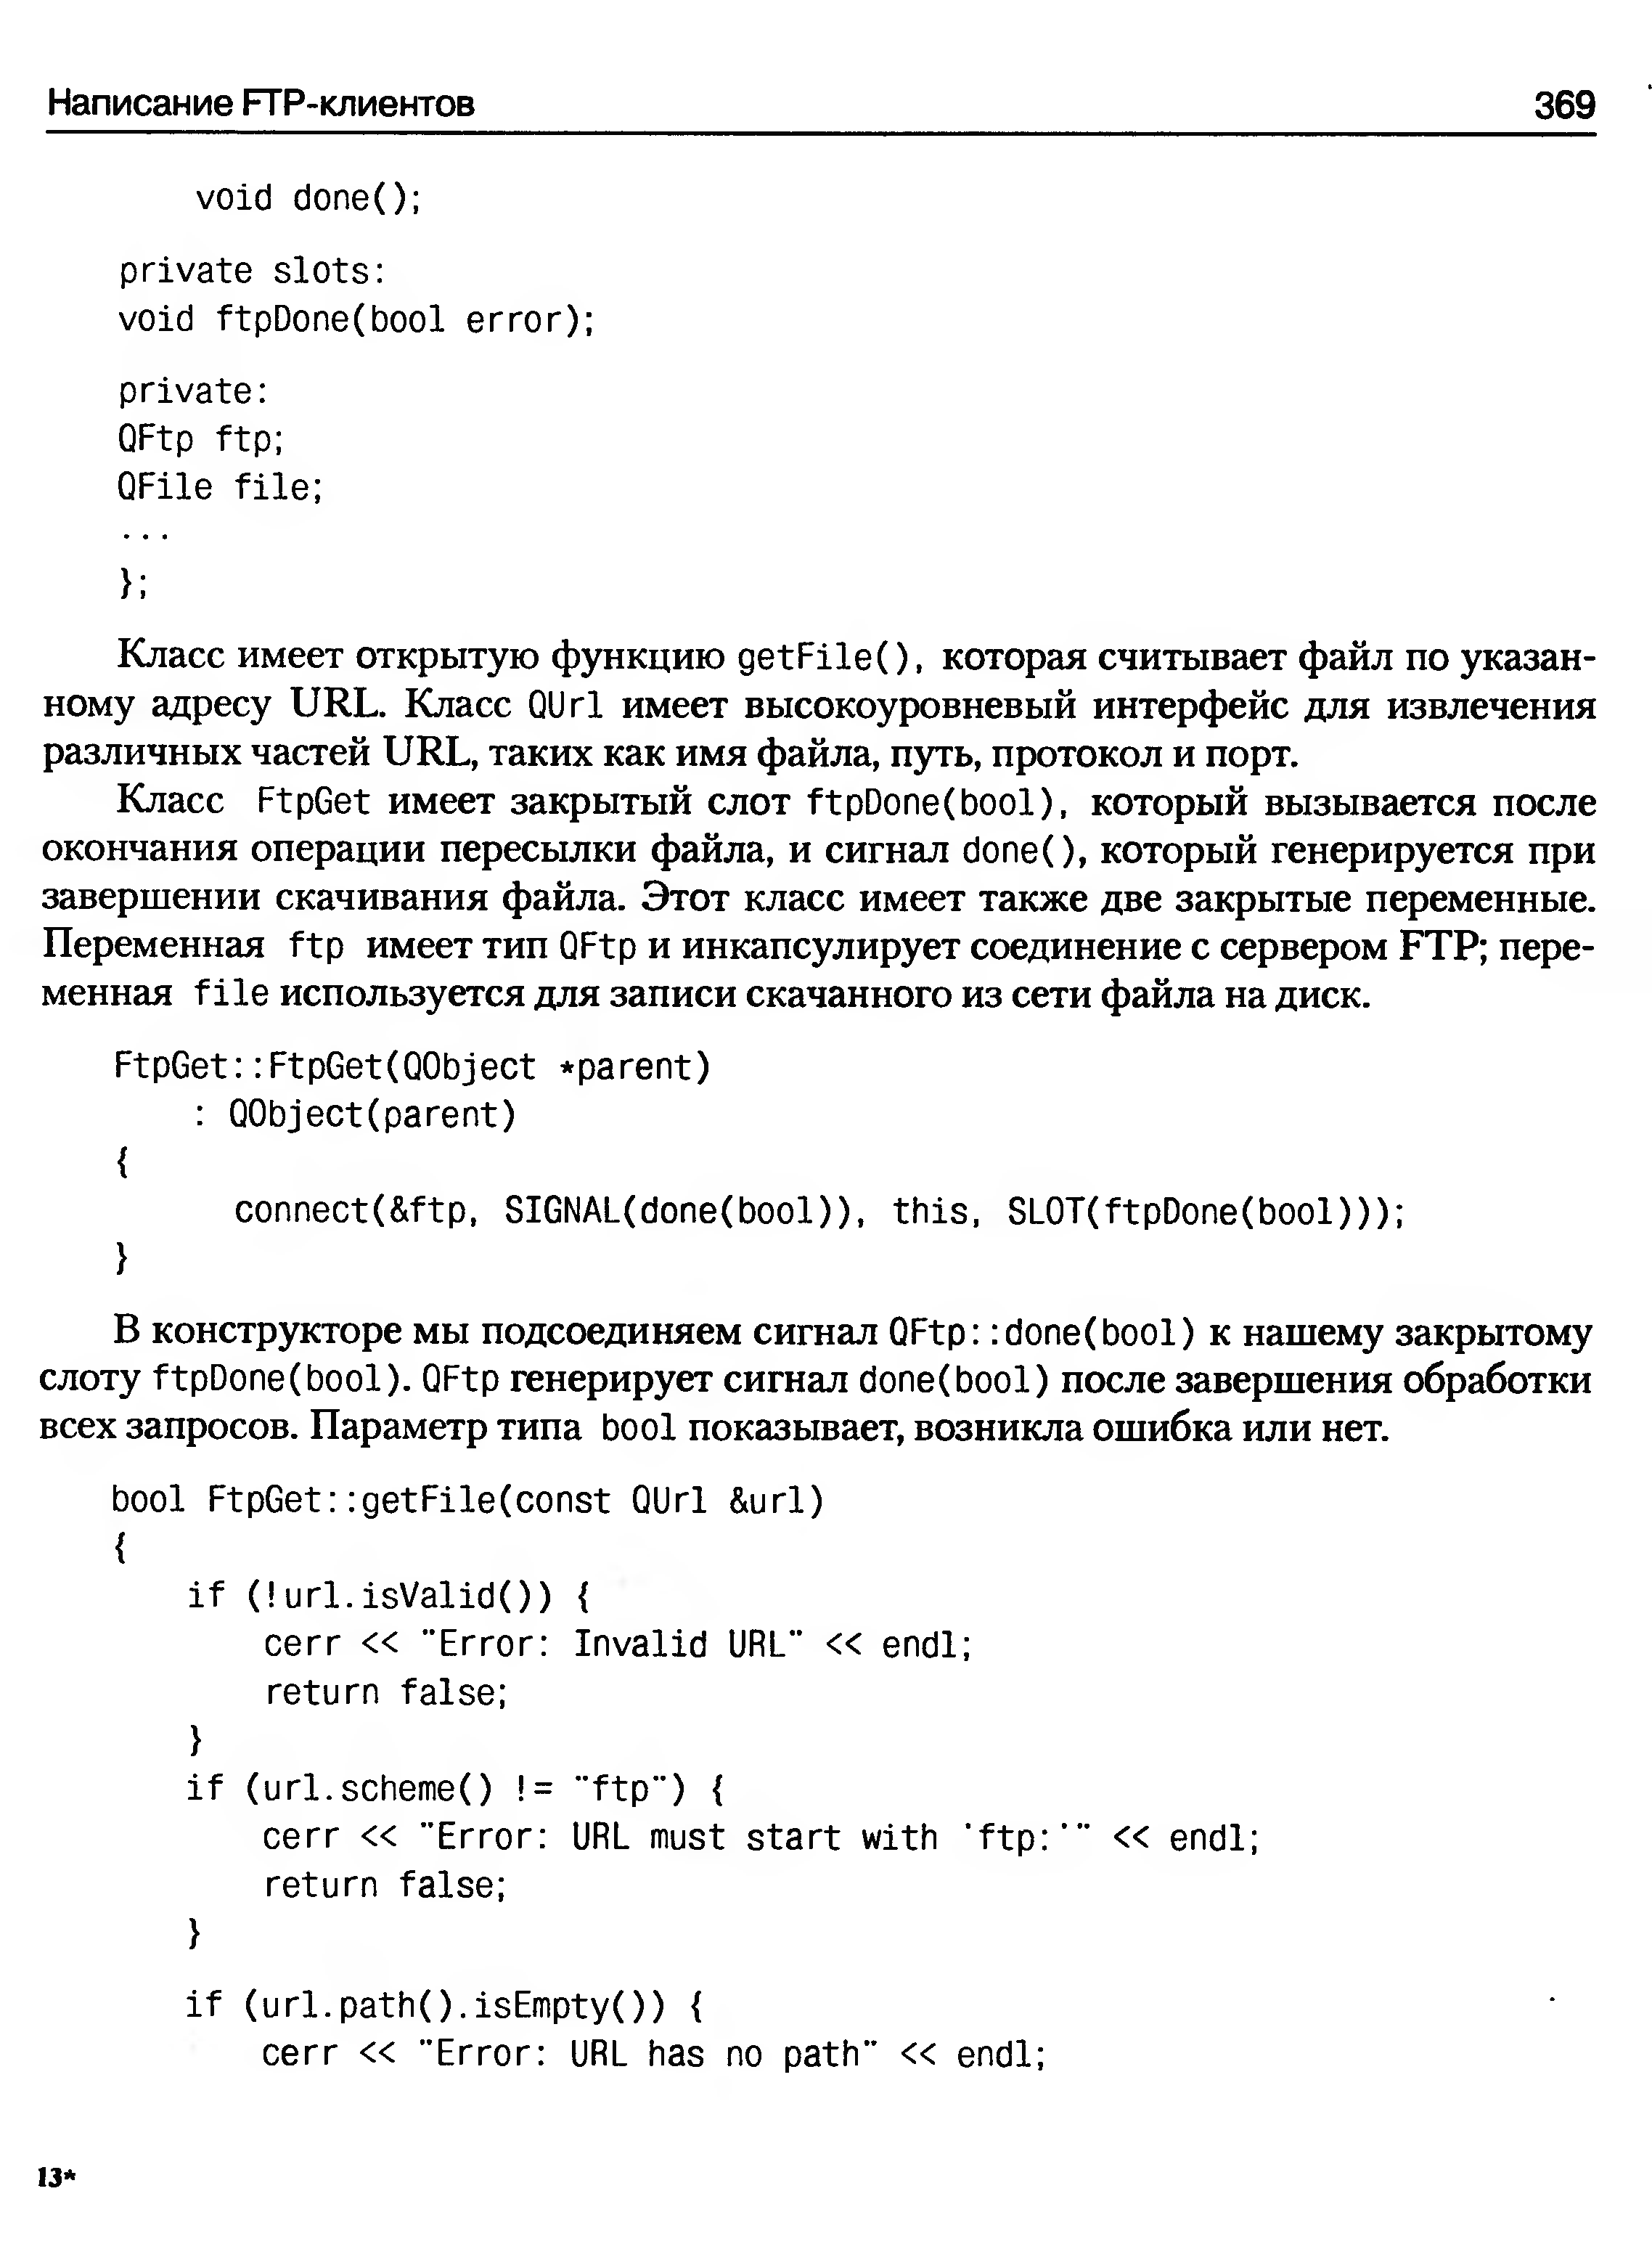 Написание FTP-клиентов 369
void done();
private slots:
void ftpDone(bool error);
private:
QFtp ftp;
QFile file;
...
};
Класс имеет открытую функцию getFile(), которая считывает файл по указан-
ному адресу URL. Класс QUrl имеет высокоуровневый интерфейс для извлечения
различных частей URL, таких как имя файла, путь, протокол и порт.
Класс FtpGet имеет закрытый слот ftpDone(bool), который вызывается после
окончания операции пересылки файла, и сигнал done(), который генерируется при
завершении скачивания файла. Этот класс имеет также две закрытые переменные.
Переменная ftp имеет тип QFtp и инкапсулирует соединение с сервером FTP; пере-
менная file используется для записи скачанного из сети файла на диск.
FtpGet::FtpGet(QObject *parent)
: QObject(parent)
{
connect(&ftp, SIGNAL(done(bool)), this, SLOT(ftpDone(bool)));
}
В конструкторе мы подсоединяем сигнал QFtp::done(bool) к нашему закрытому
слоту ftpDone(bool). QFtp генерирует сигнал done(bool) после завершения обработки
всех запросов. Параметр типа bool показывает, возникла ошибка или нет.
bool FtpGet::getFile(const QUrl &url)
{
if (!url.isValid()) {
cerr << "Error: Invalid URL" << endl;
return false;
}
if (url.scheme() != "ftp") {
cerr << "Error: URL must start with 'ftp:'" << endl;
return false;
}
if (url.path().isEmpty()) {
cerr << "Error: URL has no path" << endl;
13*